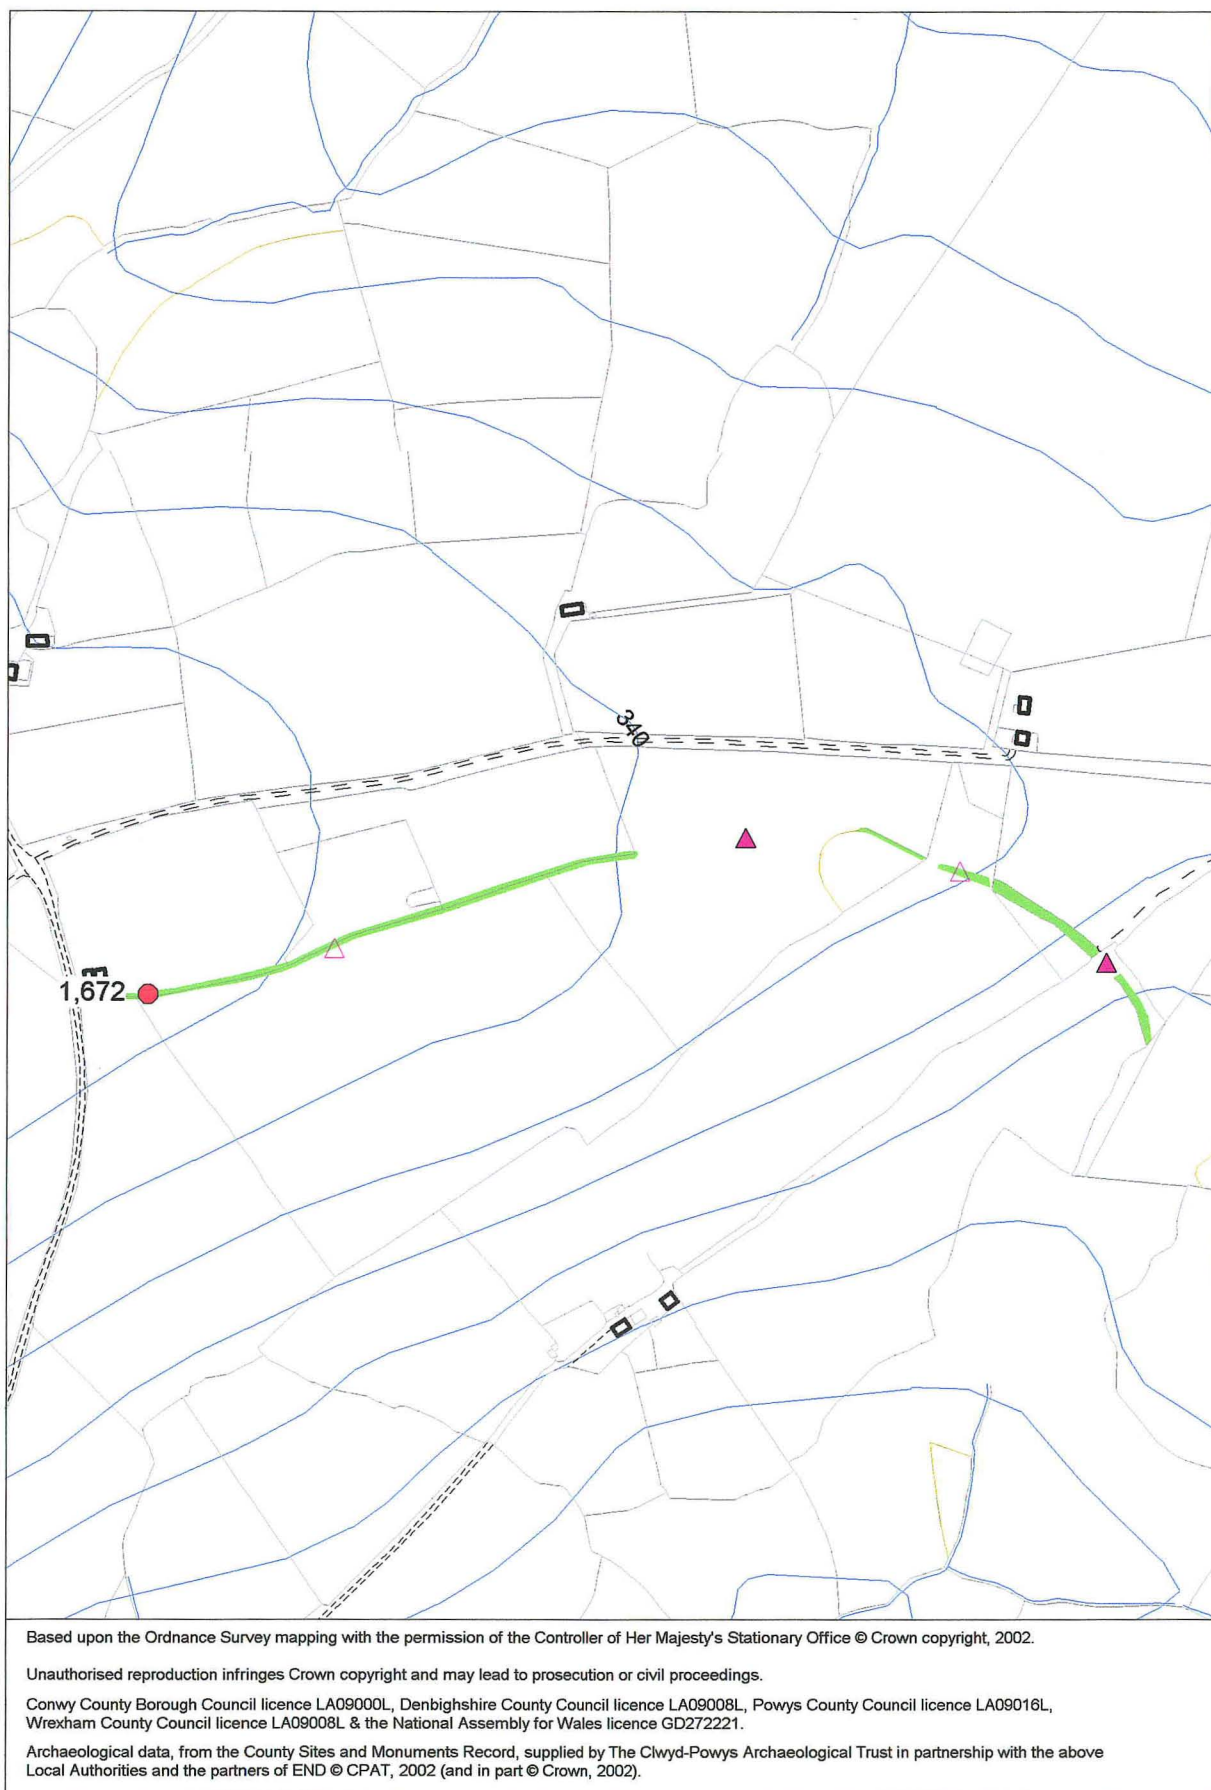 340
1,672
Based upon the Ordnance Survey mapping with the permission of the Controller of Her Majesty's Stationary Office © Crown copyright, 2002.
Unauthorised reproduction infringes Crown copyright and may lead to prosecution or civil proceedings.
Conwy County Borough Council licence LA09000L, Denbighshire County Council licence LA09008L, Powys County Council licence LA09016L,
Wrexham County Council licence LA09008L & the National Assembly for Wales licence GD272221.
Archaeological data, from the County Sites and Monuments Record, supplied by The Clwyd-Powys Archaeological Trust in partnership with the above
Local Authorities and the partners of END © CPAT, 2002 (and in part © Crown, 2002).